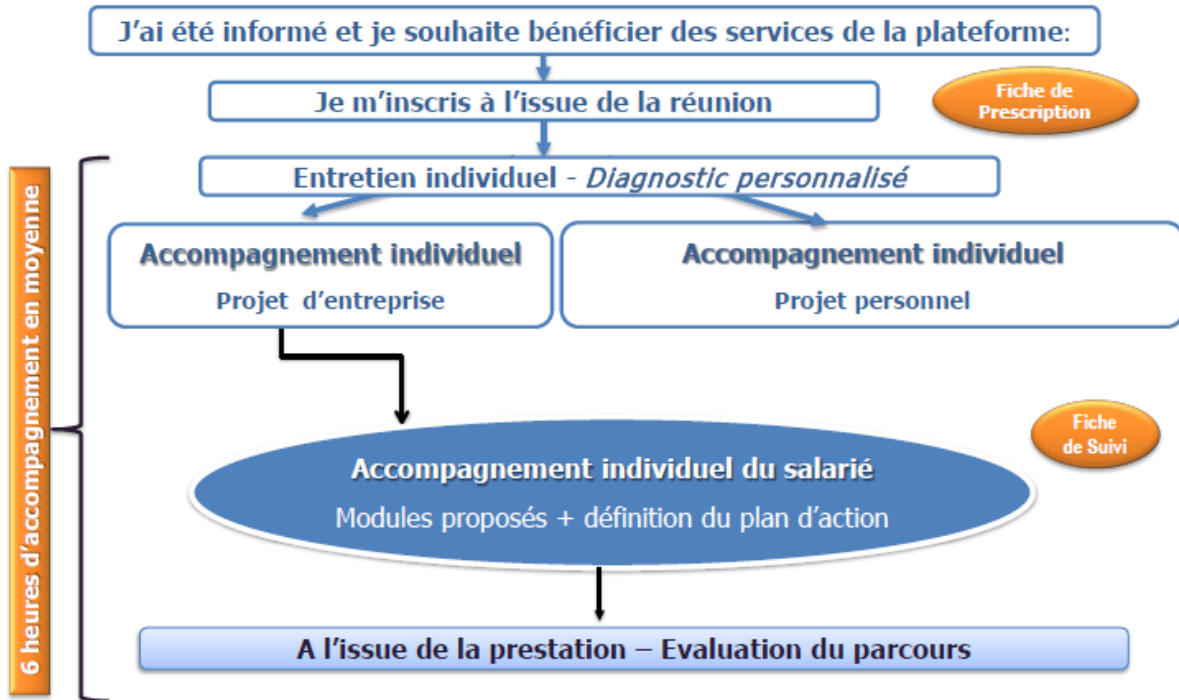 J'ai été informé et je souhaite bénéficier des services de la plateforme:
Je m'inscris à l'issue de la réunion
Fiche de
Prescription
Entretien individuel - Diagnostic personnalisé
Accompagnement individuel
Projet d'entreprise
Accompagnement individuel
Projet personnel
6 heures d'accompagnement en moyenne
Fiche
de Suivi
Accompagnement individuel du salarié
Modules proposés + définition du plan d'action
A l'issue de la prestation – Evaluation du parcours